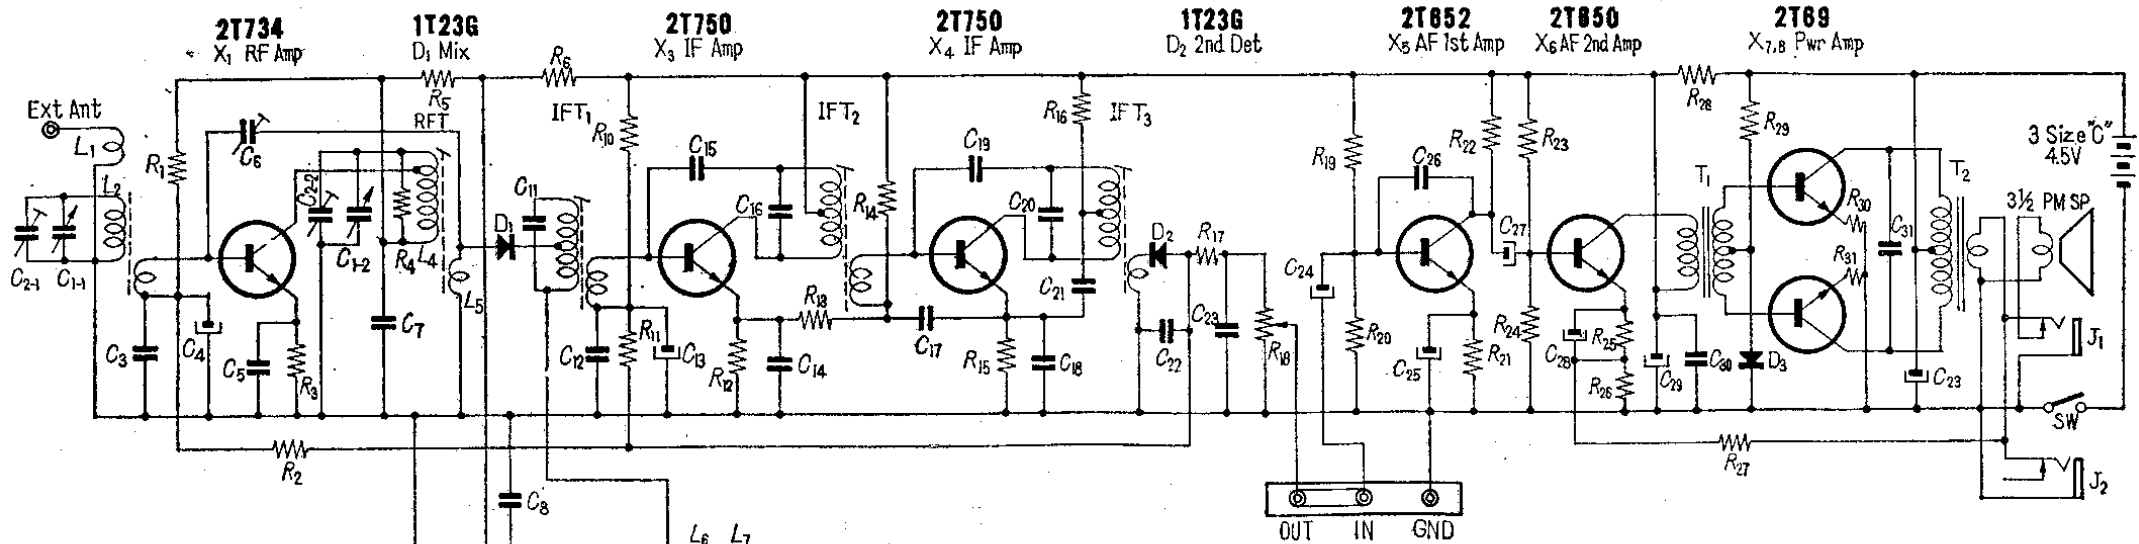 2T734
X₁ RF Amp
1T23G
D₁ Mix
2T750
X₃ IF Amp
2T750
X₄ IF Amp
1T23G
D₂ 2nd Det
2T652
X₅ AF 1st Amp
2T650
X₆ AF 2nd Amp
2T69
X₇,₈ Pwr Amp
Ext Ant
L₁
L₂
R₁
C₆
R₅
RFT
R₆
IFT₁
R₁₀
C₁₅
IFT₂
C₁₉
R₁₆
IFT₃
R₁₉
C₂₆
R₂₂
R₂₃
R₂₈
R₂₉
3 Size "C"
4.5V
C₂₋₁
C₁₋₁
C₂₋₂
C₁₋₂
R₄
L₄
L₅
C₁₁
D₁
C₁₆
R₁₄
C₂₀
D₂
R₁₇
C₂₄
C₂₇
T₁
R₃₀
R₃₁
C₃₁
T₂
3½ PM SP
C₃
C₄
C₅
R₃
C₇
C₁₂
R₁₁
C₁₃
R₁₂
R₁₃
C₁₄
C₁₇
R₁₅
C₁₈
C₂₁
C₂₂
C₂₃
R₁₈
R₂₀
C₂₅
R₂₁
R₂₄
C₂₈
R₂₅
R₂₆
C₂₉
C₃₀
D₃
C₂₃
J₁
SW
R₂
C₈
R₂₇
J₂
L₆ L₇
OUT IN GND